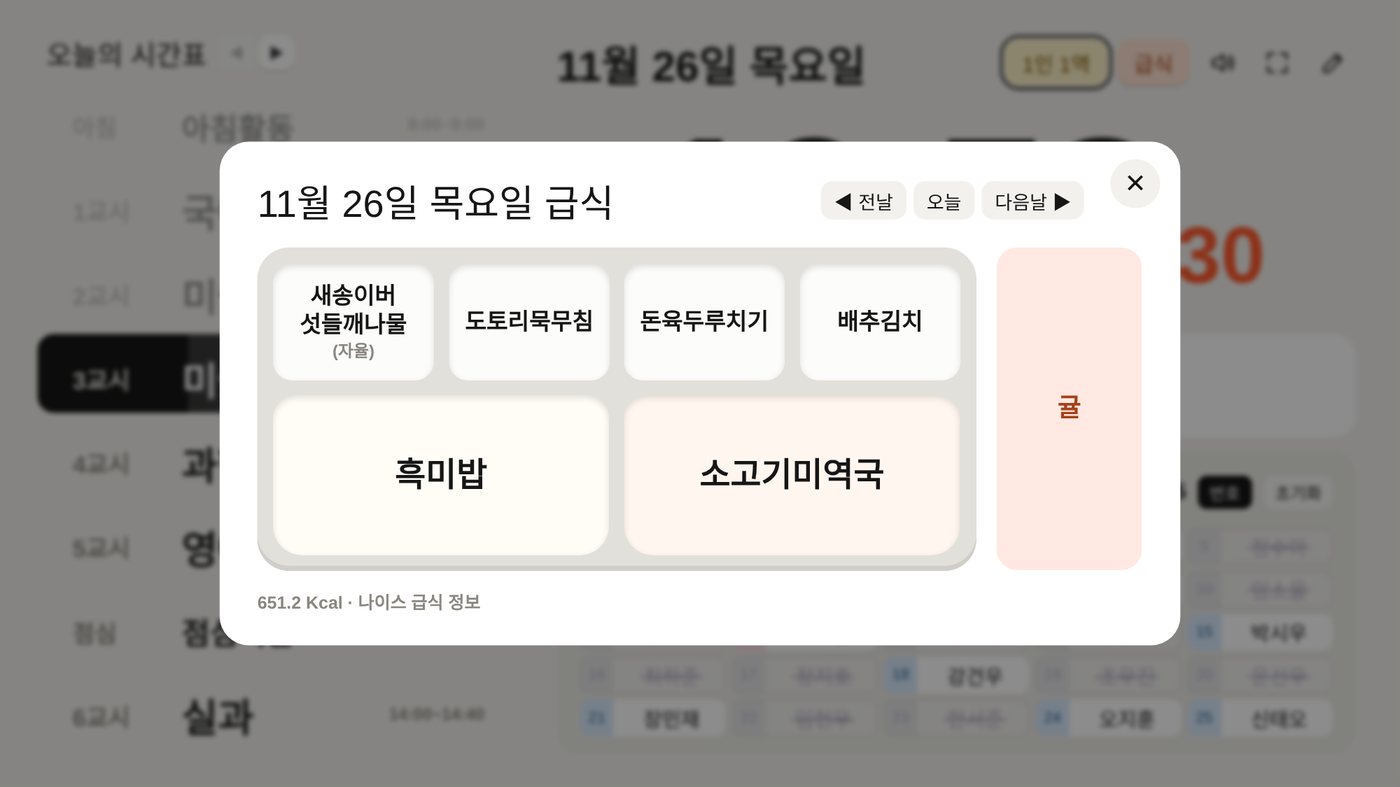 오늘의 시간표 ◀ ▶
11월 26일 목요일
1인 1역
급식
아침 아침활동
1교시 국
2교시
3교시
4교시
5교시
점심
6교시 실과 14:00~14:40
30
11월 26일 목요일 급식
◀ 전날
오늘
다음날 ▶
✕
새송이버
섯들깨나물
(자율)
도토리묵무침
돈육두루치기
배추김치
흑미밥
소고기미역국
귤
651.2 Kcal · 나이스 급식 정보
번호
초기화
15 박시우
18 강건우
21 장민재
24 오지훈
25 신태오